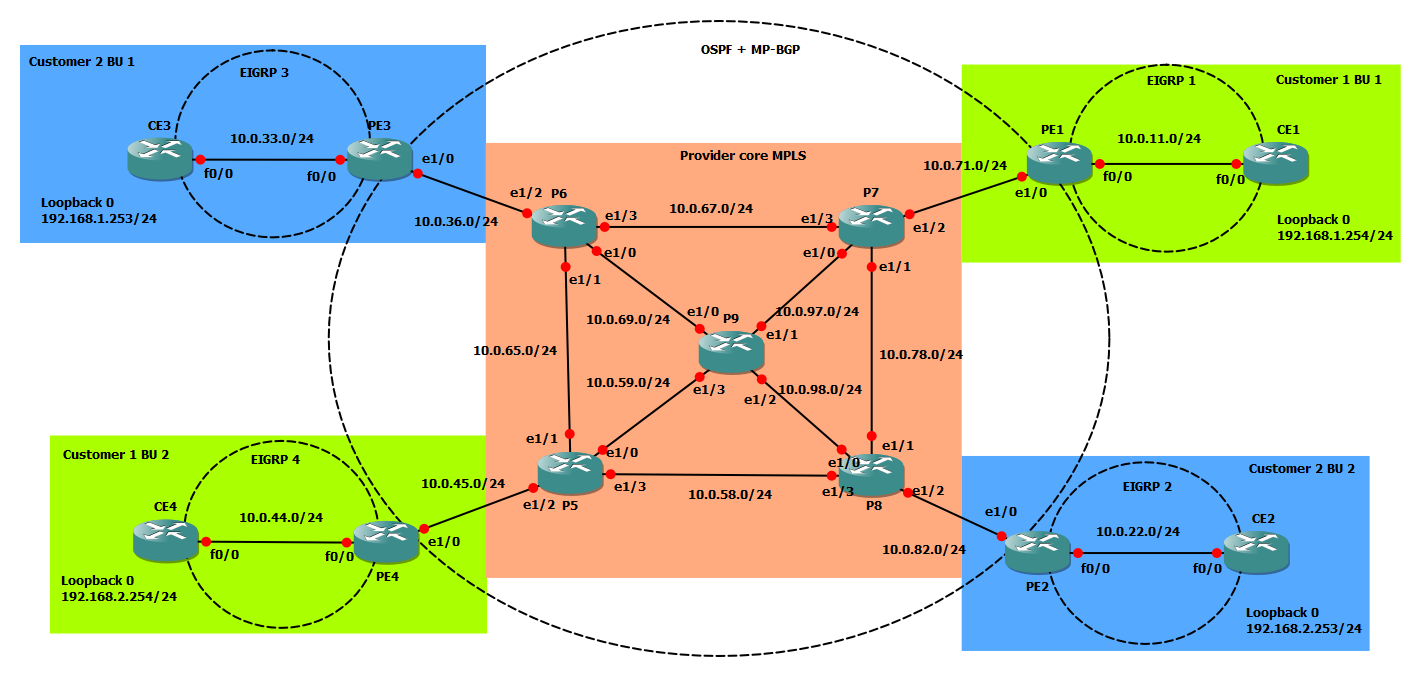 OSPF + MP-BGP
Customer 2 BU 1
EIGRP 3
CE3
10.0.33.0/24
PE3
f0/0
f0/0
e1/0
Loopback 0
192.168.1.253/24
10.0.36.0/24
Customer 1 BU 1
EIGRP 1
PE1
10.0.11.0/24
CE1
10.0.71.0/24
e1/0
f0/0
f0/0
Loopback 0
192.168.1.254/24
Provider core MPLS
e1/2
P6
e1/3
10.0.67.0/24
e1/3
P7
e1/2
e1/0
e1/0
e1/1
e1/1
10.0.69.0/24
e1/0
P9
10.0.97.0/24
e1/1
10.0.65.0/24
10.0.78.0/24
10.0.59.0/24
e1/3
e1/2
10.0.98.0/24
e1/1
e1/0
e1/1
e1/0
e1/3
10.0.58.0/24
e1/3
e1/2
e1/2
P5
P8
Customer 1 BU 2
EIGRP 4
10.0.45.0/24
CE4
10.0.44.0/24
f0/0
f0/0
e1/0
PE4
Loopback 0
192.168.2.254/24
Customer 2 BU 2
EIGRP 2
e1/0
10.0.82.0/24
10.0.22.0/24
CE2
PE2
f0/0
f0/0
Loopback 0
192.168.2.253/24